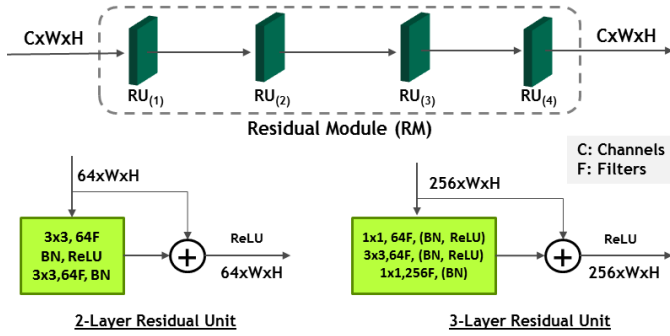 CxWxH
CxWxH
RU(1)
RU(2)
RU(3)
RU(4)
Residual Module (RM)
C: Channels
F: Filters
64xWxH
3x3, 64F
BN, ReLU
3x3,64F, BN
+
ReLU
64xWxH
2-Layer Residual Unit
256xWxH
1x1, 64F, (BN, ReLU)
3x3,64F, (BN, ReLU)
1x1,256F, (BN)
+
ReLU
256xWxH
3-Layer Residual Unit